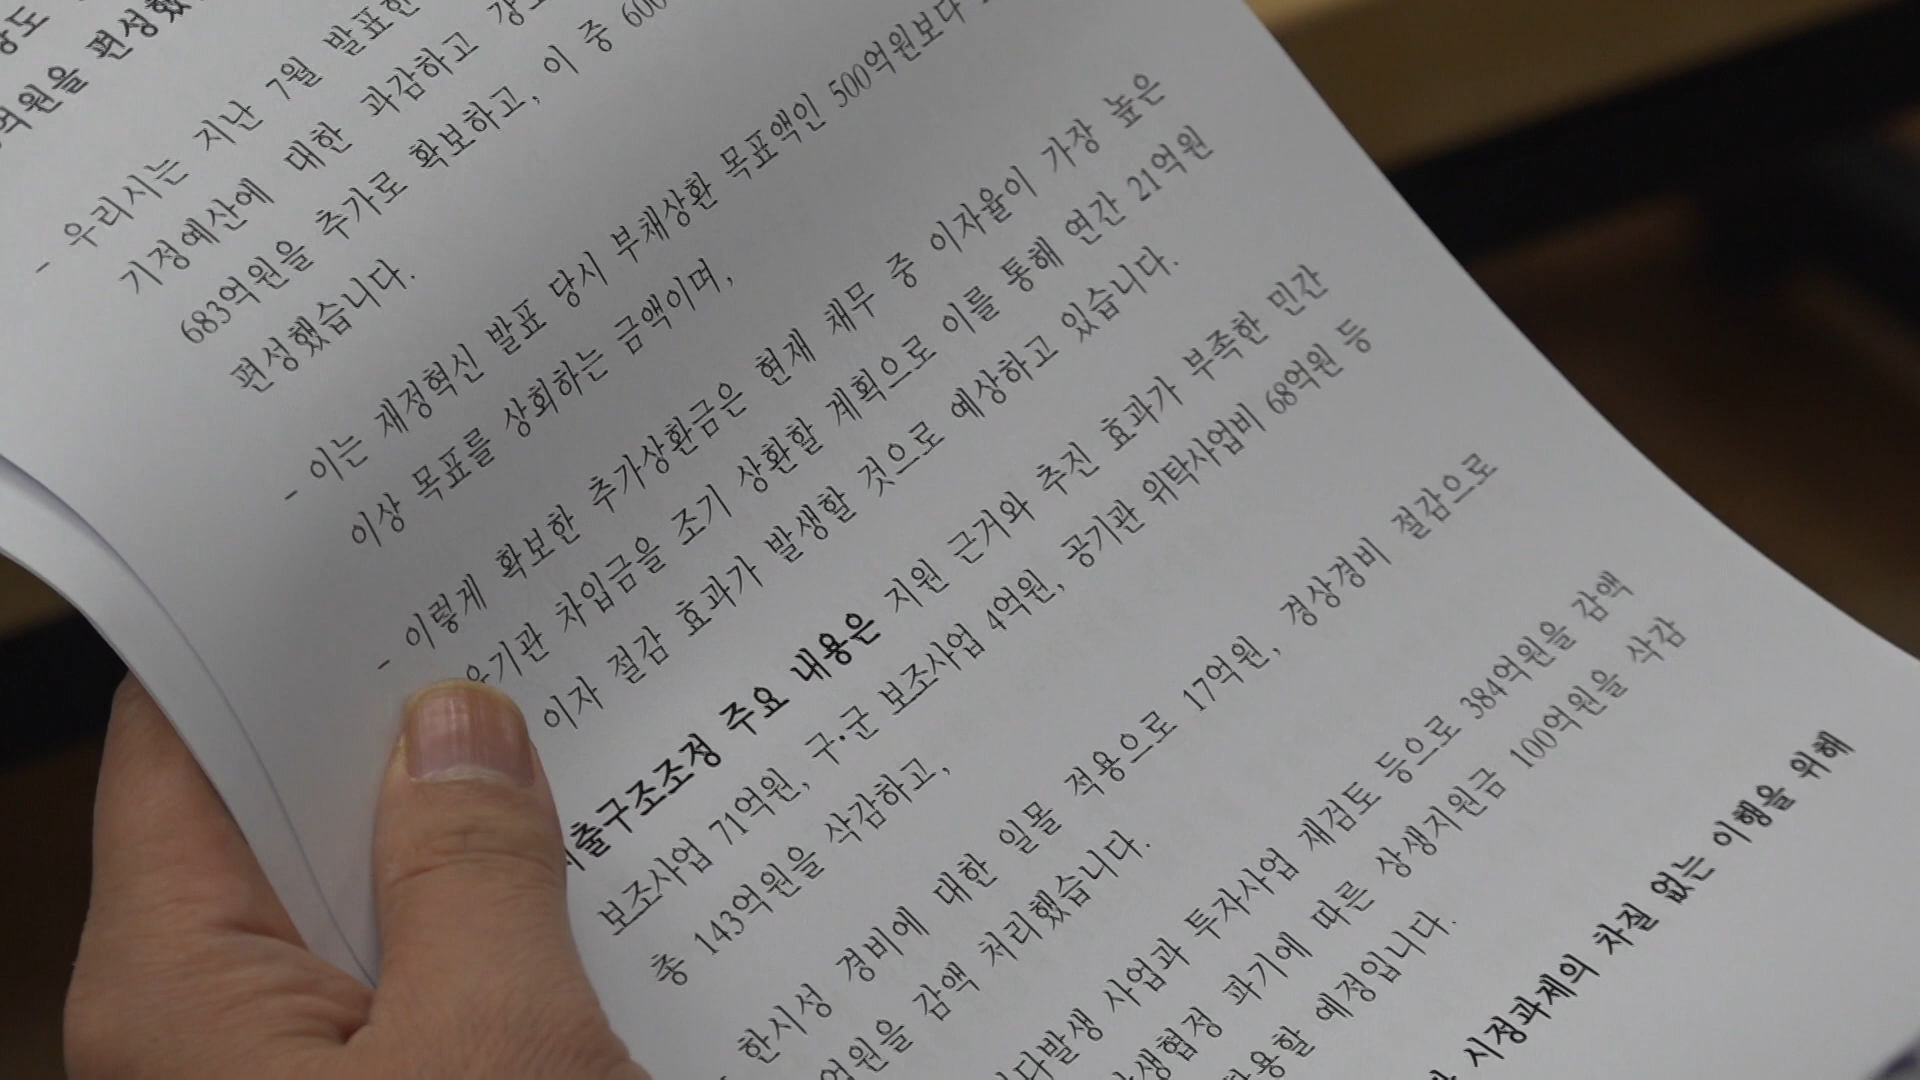 억원을 편성했
- 우리시는 지난 7월 발표한
기정예산에 대한 과감하고
683억원을 추가로 확보하고, 이 중
편성했습니다.
- 이는 재정혁신 발표 당시 부채상환 목표액인 500억원보다
이상 목표를 상회하는 금액이며,
- 이렇게 확보한 추가상환금은 현재 채무 중 이자율이 가장 높은
기관 차입금을 조기 상환할 계획으로 이를 통해 연간 21억원
이자 절감 효과가 발생할 것으로 예상하고 있습니다.
출구조조정 주요 내용은 지원 근거와 추진 효과가 부족한 민간
보조사업 71억원, 구·군 보조사업 4억원, 공기관 위탁사업비 68억원 등
총 143억원을 삭감하고,
한시성 경비에 대한 일몰 적용으로 17억원, 경상경비 절감으로
억원을 감액 처리했습니다.
다발생 사업과 투자사업 재검토 등으로 384억원을 감액
생협정 파기에 따른 상생지원금 100억원을 삭감
용할 예정입니다.
시정과제의 차질 없는 이행을 위해